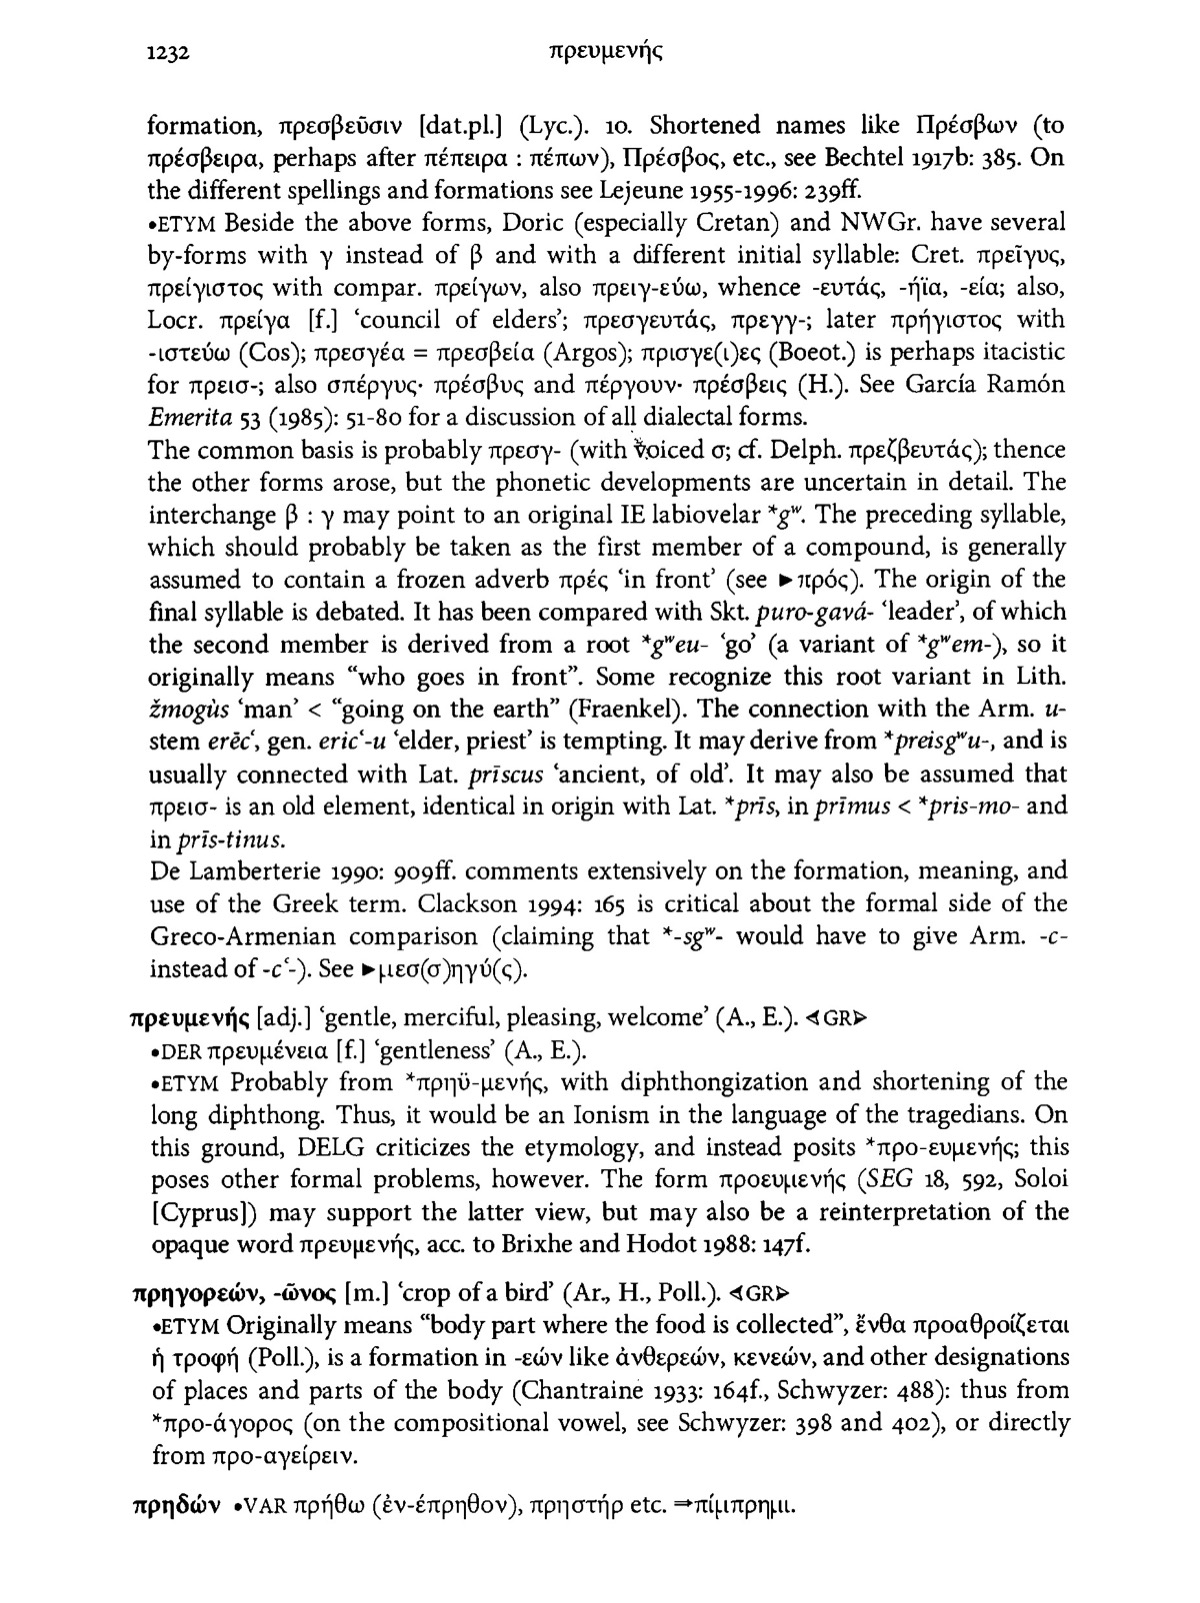 1232
πρευμενής
formation, πρεσβεῦσιν [dat.pl.] (Lyc.). 10. Shortened names like Πρέσβων (to
πρέσβειρα, perhaps after πέπειρα : πέπων), Πρέσβος, etc., see Bechtel 1917b: 385. On
the different spellings and formations see Lejeune 1955-1996: 239ff.
•ETYM Beside the above forms, Doric (especially Cretan) and NWGr. have several
by-forms with γ instead of β and with a different initial syllable: Cret. πρεῖγυς,
πρείγιστος with compar. πρείγων, also πρειγ-εύω, whence -ευτάς, -ήϊα, -εία; also,
Locr. πρείγα [f.] ‘council of elders’; πρεσγευτάς, πρεγγ-; later πρήγιστος with
-ιστεύω (Cos); πρεσγέα = πρεσβεία (Argos); πρισγε(ι)ες (Boeot.) is perhaps itacistic
for πρεισ-; also σπέργυς· πρέσβυς and πέργουν· πρέσβεις (H.). See García Ramón
Emerita 53 (1985): 51-80 for a discussion of all dialectal forms.
The common basis is probably πρεσγ- (with voiced σ; cf. Delph. πρεζβευτάς); thence
the other forms arose, but the phonetic developments are uncertain in detail. The
interchange β : γ may point to an original IE labiovelar *gʷ. The preceding syllable,
which should probably be taken as the first member of a compound, is generally
assumed to contain a frozen adverb πρές ‘in front’ (see ►πρός). The origin of the
final syllable is debated. It has been compared with Skt. puro-gavá- ‘leader’, of which
the second member is derived from a root *gʷeu- ‘go’ (a variant of *gʷem-), so it
originally means “who goes in front”. Some recognize this root variant in Lith.
žmogùs ‘man’ < “going on the earth” (Fraenkel). The connection with the Arm. u-
stem erēcʿ, gen. ericʿ-u ‘elder, priest’ is tempting. It may derive from *preisgʷu-, and is
usually connected with Lat. prīscus ‘ancient, of old’. It may also be assumed that
πρεισ- is an old element, identical in origin with Lat. *prīs, in prīmus < *pris-mo- and
in prīs-tinus.
De Lamberterie 1990: 909ff. comments extensively on the formation, meaning, and
use of the Greek term. Clackson 1994: 165 is critical about the formal side of the
Greco-Armenian comparison (claiming that *-sgʷ- would have to give Arm. -c-
instead of -cʿ-). See ►μεσ(σ)ηγύ(ς).
πρευμενής [adj.] ‘gentle, merciful, pleasing, welcome’ (A., E.). ⊲GR⊳
•DER πρευμένεια [f.] ‘gentleness’ (A., E.).
•ETYM Probably from *πρηϋ-μενής, with diphthongization and shortening of the
long diphthong. Thus, it would be an Ionism in the language of the tragedians. On
this ground, DELG criticizes the etymology, and instead posits *προ-ευμενής; this
poses other formal problems, however. The form προευμενής (SEG 18, 592, Soloi
[Cyprus]) may support the latter view, but may also be a reinterpretation of the
opaque word πρευμενής, acc. to Brixhe and Hodot 1988: 147f.
πρηγορεών, -ῶνος [m.] ‘crop of a bird’ (Ar., H., Poll.). ⊲GR⊳
•ETYM Originally means “body part where the food is collected”, ἔνθα προαθροίζεται
ἡ τροφή (Poll.), is a formation in -εών like ἀνθερεών, κενεών, and other designations
of places and parts of the body (Chantraine 1933: 164f., Schwyzer: 488): thus from
*προ-άγορος (on the compositional vowel, see Schwyzer: 398 and 402), or directly
from προ-αγείρειν.
πρηδών •VAR πρήθω (ἐν-έπρηθον), πρηστήρ etc. ⇒πίμπρημι.